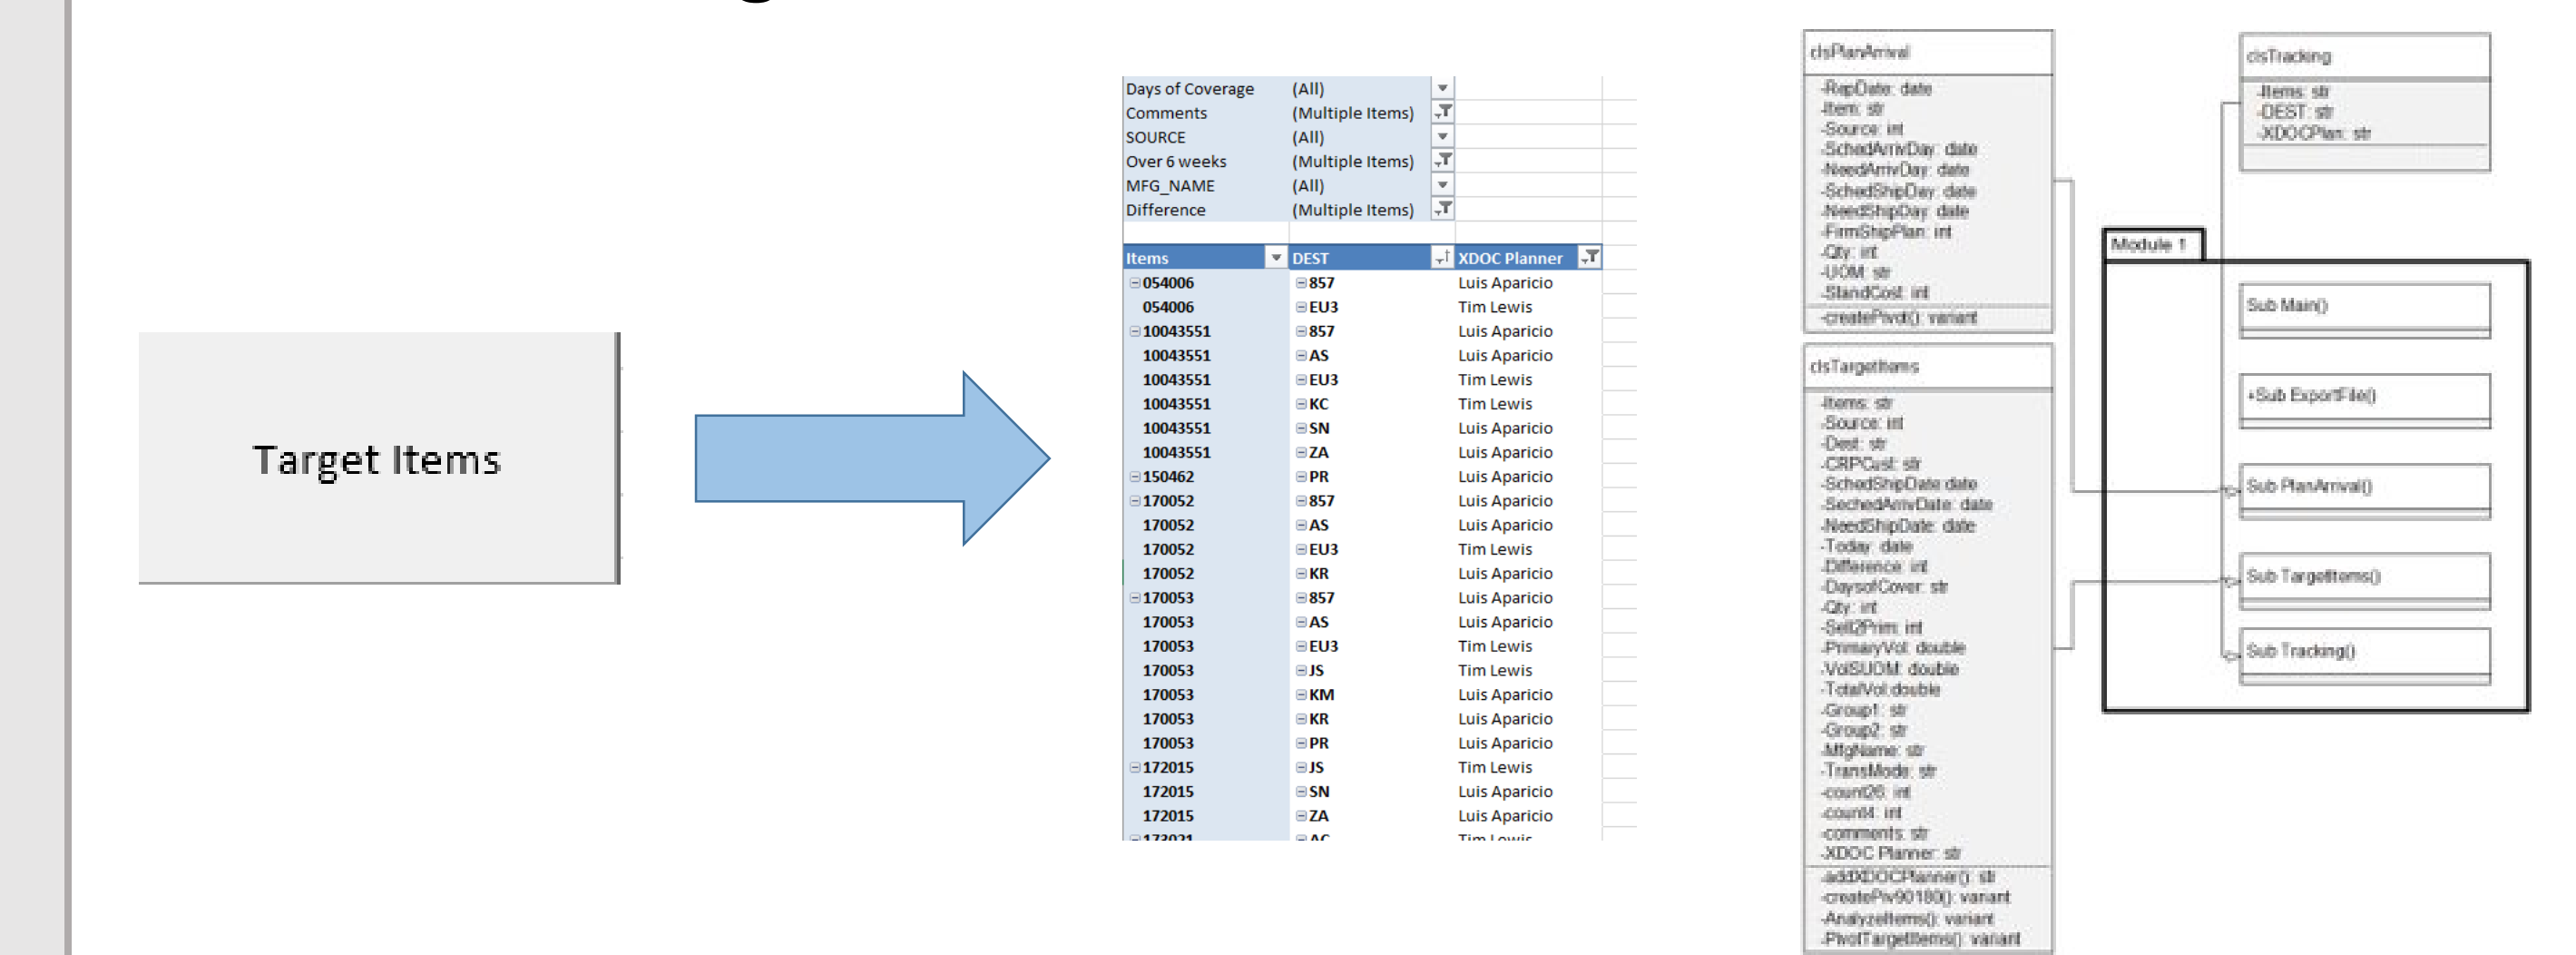 Target Items
Days of Coverage (All)
Comments (Multiple Items)
SOURCE (All)
Over 6 weeks (Multiple Items)
MFG_NAME (All)
Difference (Multiple Items)
Items DEST XDOC Planner
054006 857 Luis Aparicio
054006 EU3 Tim Lewis
10043551 857 Luis Aparicio
10043551 AS Luis Aparicio
10043551 EU3 Tim Lewis
10043551 KC Tim Lewis
10043551 SN Luis Aparicio
10043551 ZA Luis Aparicio
150462 PR Luis Aparicio
170052 857 Luis Aparicio
170052 AS Luis Aparicio
170052 EU3 Tim Lewis
170052 KR Luis Aparicio
170053 857 Luis Aparicio
170053 AS Luis Aparicio
170053 EU3 Tim Lewis
170053 JS Tim Lewis
170053 KM Luis Aparicio
170053 KR Luis Aparicio
170053 PR Luis Aparicio
172015 JS Tim Lewis
172015 SN Luis Aparicio
172015 ZA Luis Aparicio
clsPlanArrival
-RepDate: date
-Item: str
-Source: int
-SchedArrivDay: date
-NeedArrivDay: date
-SchedShipDay: date
-NeedShipDay: date
-FirmShipPlan: int
-Qty: int
-UOM: str
-StandCost: int
-createPivot(): variant
clsTargetItems
-Items: str
-Source: int
-Dest: str
-CRPCust: str
-SchedShipDate:date
-SechedArrivDate: date
-NeedShipDate: date
-Today: date
-Difference: int
-DaysofCover: str
-Qty: int
-Sell2Prim: int
-PrimaryVol: double
-VolSUOM: double
-TotalVol:double
-Group1: str
-Group2: str
-MfgName: str
-TransMode: str
-count26: int
-count4: int
-comments: str
-XDOC Planner: str
-addXDOCPlanner(): str
-createPiv90180(): variant
-AnalyzeItems(): variant
-PivotTargetItems(): variant
clsTracking
-Items: str
-DEST: str
-XDOCPlan: str
Module 1
Sub Main()
+Sub ExportFile()
Sub PlanArrival()
Sub TargetItems()
Sub Tracking()